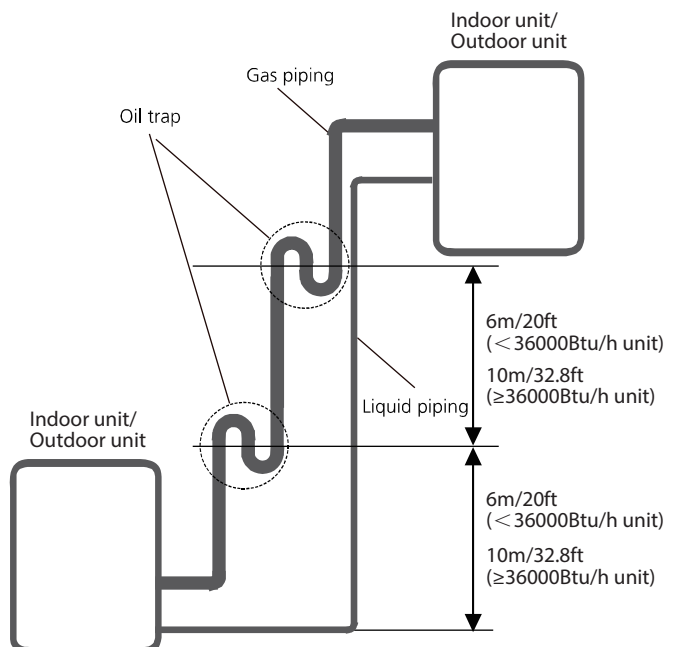 Indoor unit/
Outdoor unit
Gas piping
Oil trap
6m/20ft
(<36000Btu/h unit)
10m/32.8ft
(≥36000Btu/h unit)
Liquid piping
Indoor unit/
Outdoor unit
6m/20ft
(<36000Btu/h unit)
10m/32.8ft
(≥36000Btu/h unit)